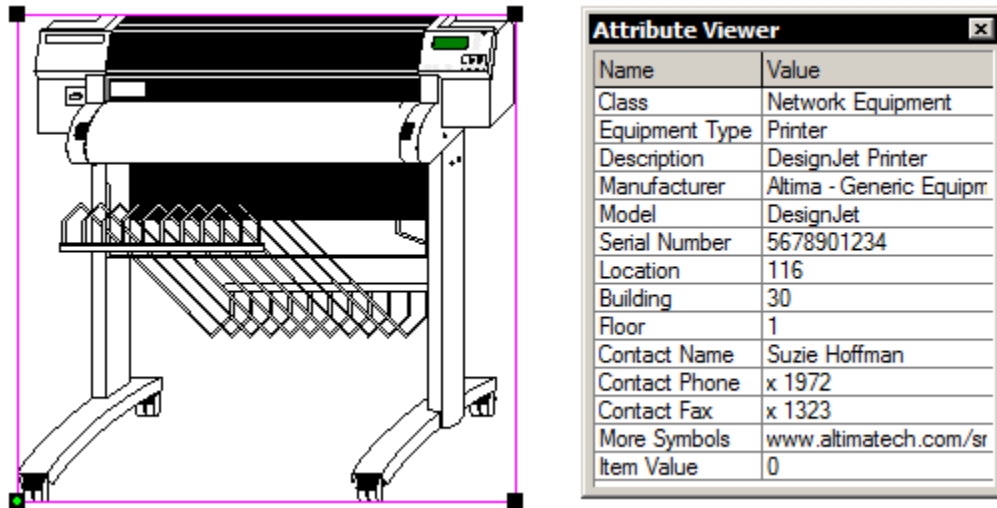 Attribute Viewer
Name Value
Class Network Equipment
Equipment Type Printer
Description DesignJet Printer
Manufacturer Altima - Generic Equipm
Model DesignJet
Serial Number 5678901234
Location 116
Building 30
Floor 1
Contact Name Suzie Hoffman
Contact Phone x 1972
Contact Fax x 1323
More Symbols www.altimatech.com/sr
Item Value 0